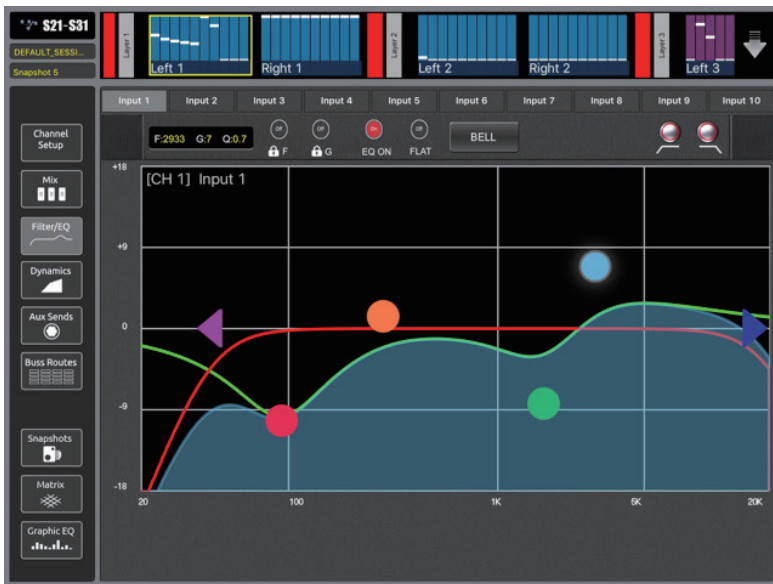 S21-S31
DEFAULT_SESSI...
Snapshot 5
Layer 1
Left 1
Right 1
Layer 2
Left 2
Right 2
Layer 3
Left 3
Input 1
Input 2
Input 3
Input 4
Input 5
Input 6
Input 7
Input 8
Input 9
Input 10
Channel
Setup
Mix
Filter/EQ
Dynamics
Aux Sends
Buss Routes
Snapshots
Matrix
Graphic EQ
F:2933 G:7 Q:0.7
Off
F
Off
G
On
EQ ON
Off
FLAT
BELL
[CH 1] Input 1
+18
+9
0
-9
-18
20
100
1K
5K
20K